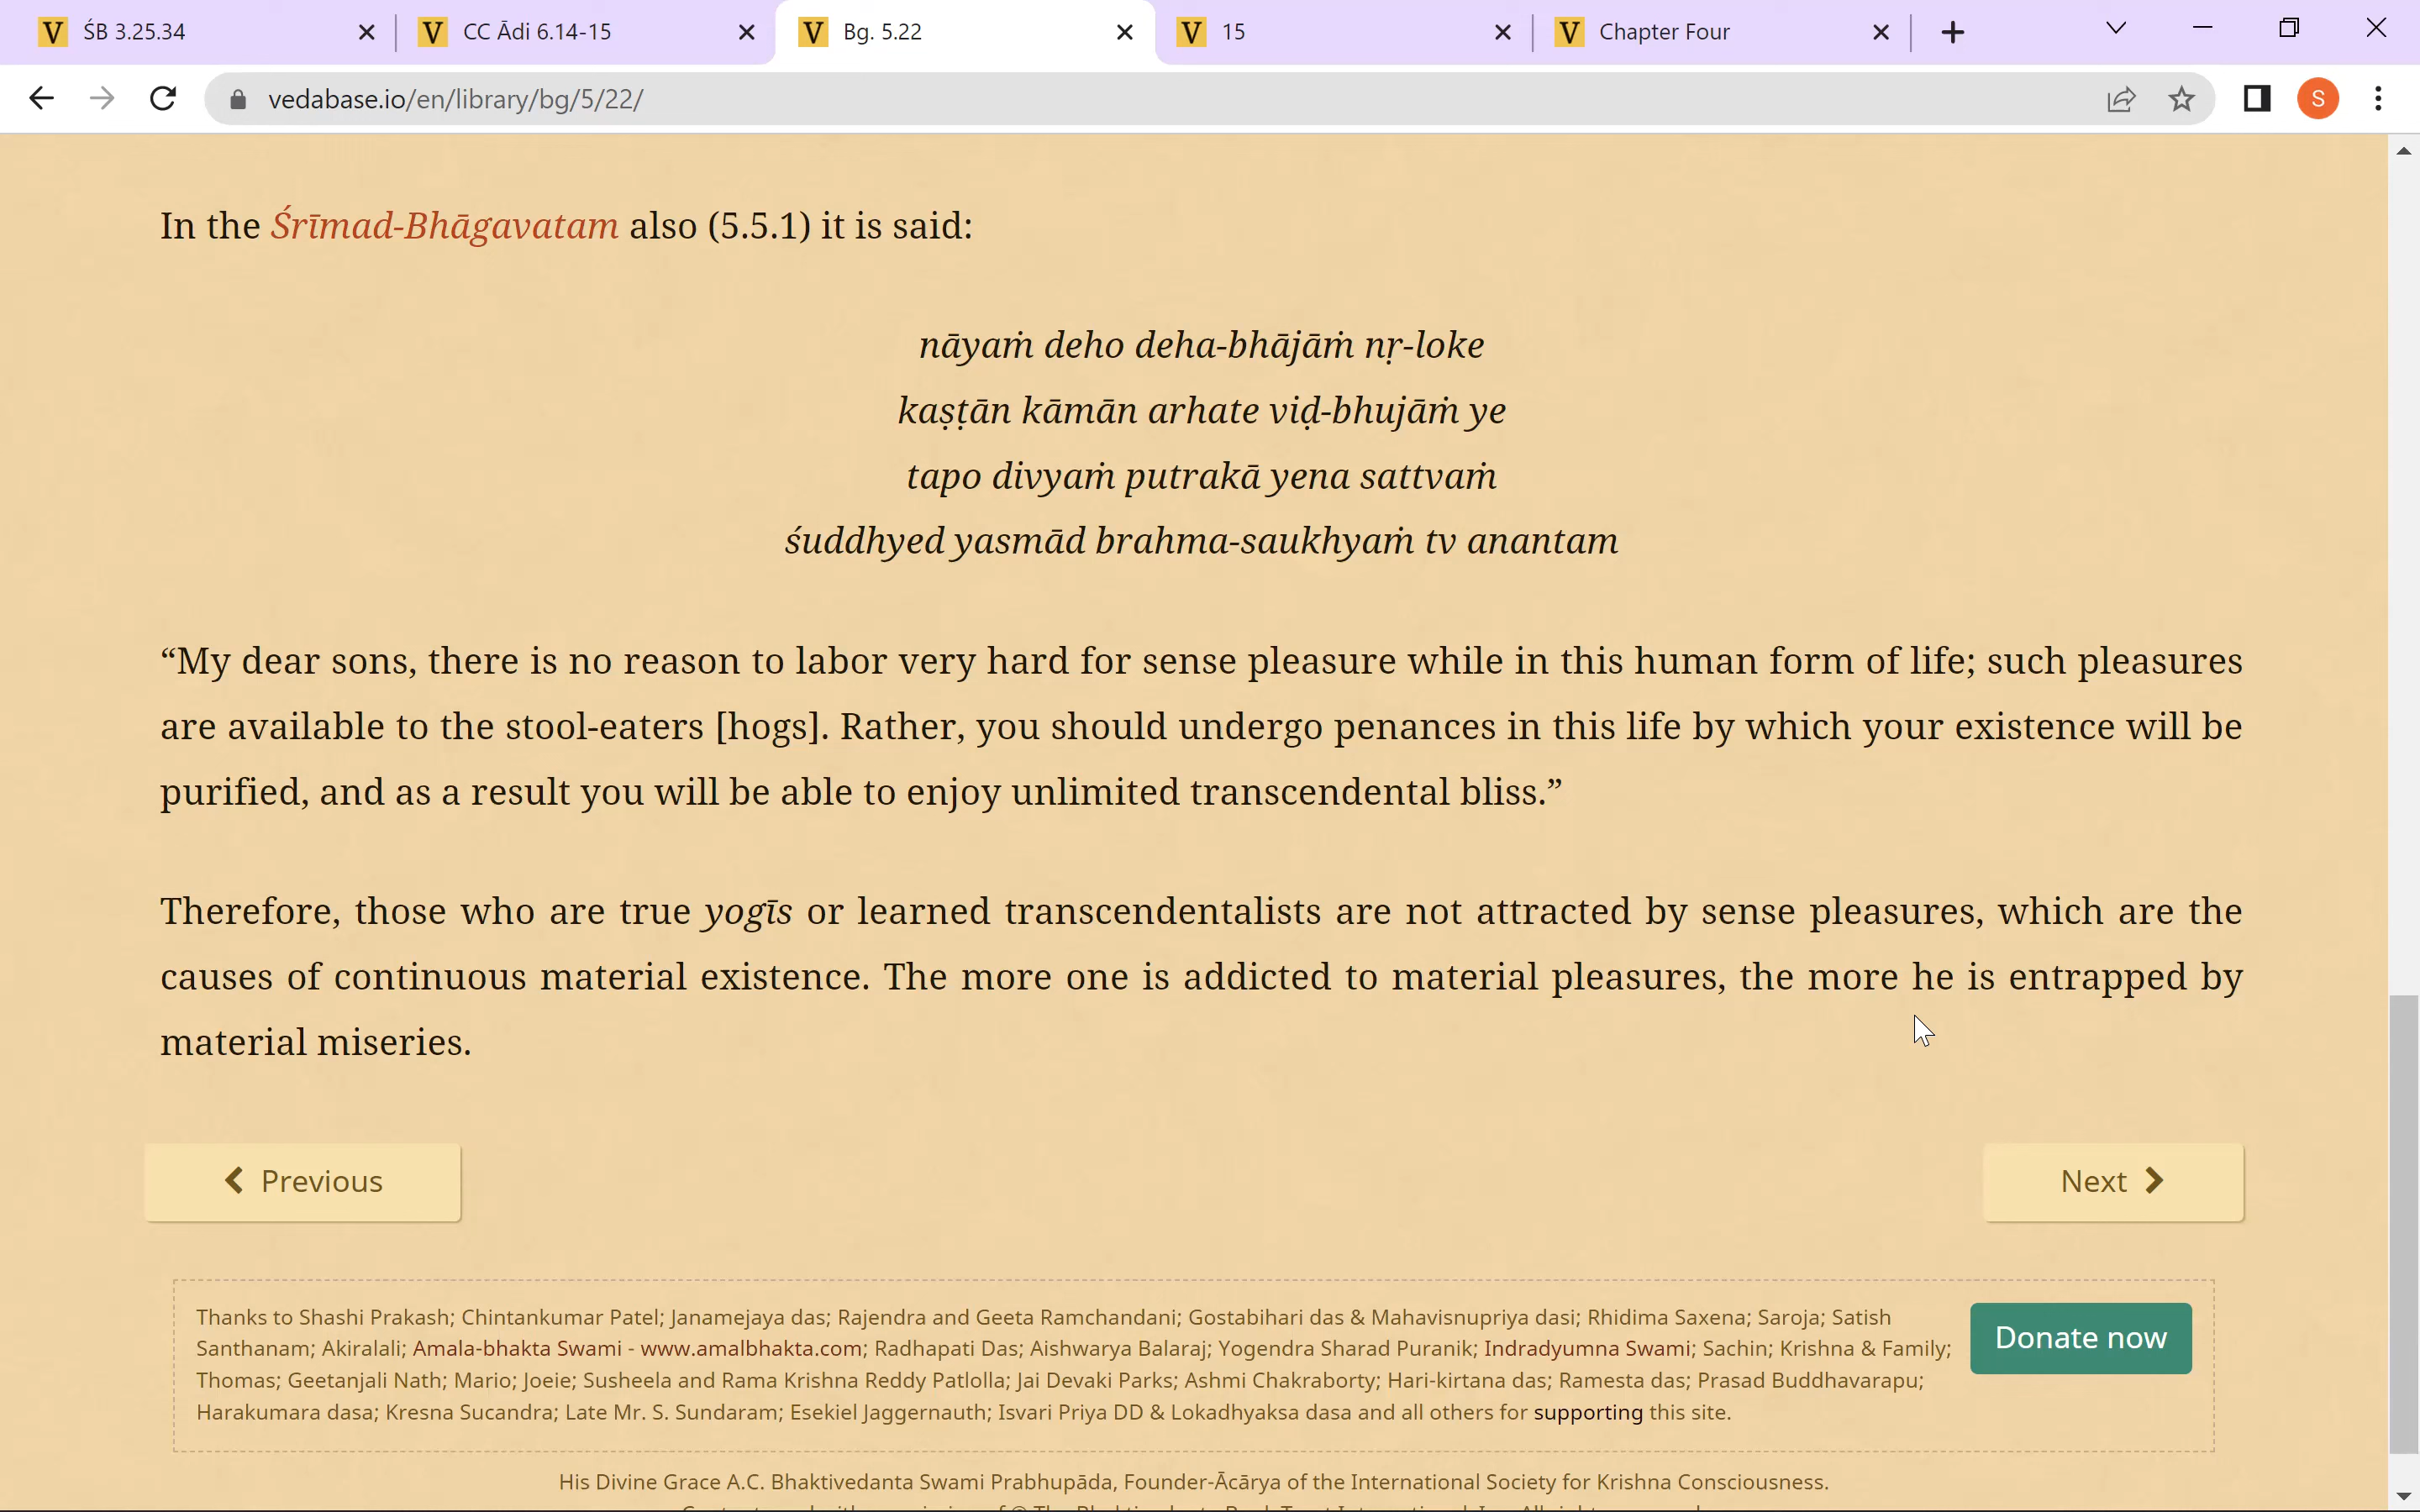 ŚB 3.25.34
CC Ādi 6.14-15
Bg. 5.22
15
Chapter Four
vedabase.io/en/library/bg/5/22/
S
In the Śrīmad-Bhāgavatam also (5.5.1) it is said:
nāyaṁ deho deha-bhājāṁ nṛ-loke
kaṣṭān kāmān arhate viḍ-bhujāṁ ye
tapo divyaṁ putrakā yena sattvaṁ
śuddhyed yasmād brahma-saukhyaṁ tv anantam
“My dear sons, there is no reason to labor very hard for sense pleasure while in this human form of life; such pleasures
are available to the stool-eaters [hogs]. Rather, you should undergo penances in this life by which your existence will be
purified, and as a result you will be able to enjoy unlimited transcendental bliss.”
Therefore, those who are true yogīs or learned transcendentalists are not attracted by sense pleasures, which are the
causes of continuous material existence. The more one is addicted to material pleasures, the more he is entrapped by
material miseries.
Previous
Next
Thanks to Shashi Prakash; Chintankumar Patel; Janamejaya das; Rajendra and Geeta Ramchandani; Gostabihari das & Mahavisnupriya dasi; Rhidima Saxena; Saroja; Satish
Santhanam; Akiralali; Amala-bhakta Swami - www.amalbhakta.com; Radhapati Das; Aishwarya Balaraj; Yogendra Sharad Puranik; Indradyumna Swami; Sachin; Krishna & Family;
Thomas; Geetanjali Nath; Mario; Joeie; Susheela and Rama Krishna Reddy Patlolla; Jai Devaki Parks; Ashmi Chakraborty; Hari-kirtana das; Ramesta das; Prasad Buddhavarapu;
Harakumara dasa; Kresna Sucandra; Late Mr. S. Sundaram; Esekiel Jaggernauth; Isvari Priya DD & Lokadhyaksa dasa and all others for supporting this site.
Donate now
His Divine Grace A.C. Bhaktivedanta Swami Prabhupāda, Founder-Ācārya of the International Society for Krishna Consciousness.